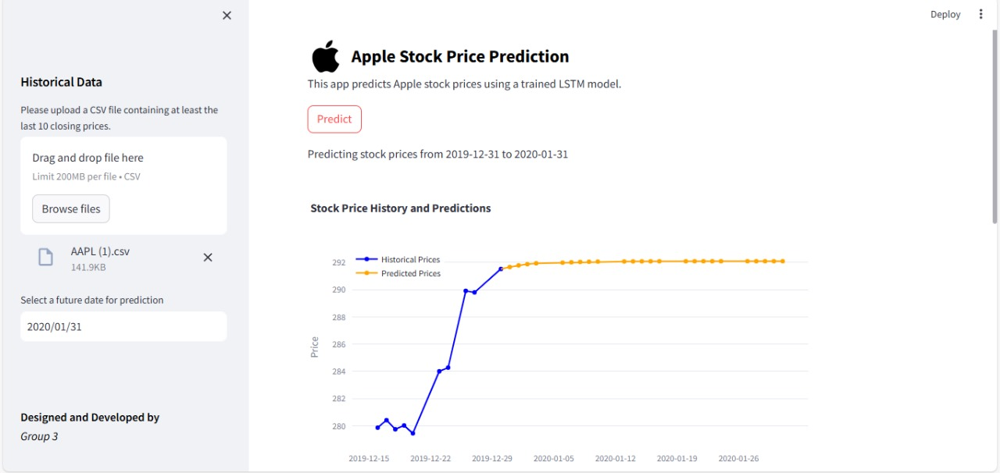 Deploy
Historical Data
Please upload a CSV file containing at least the
last 10 closing prices.
Drag and drop file here
Limit 200MB per file • CSV
Browse files
AAPL (1).csv
141.9KB
Select a future date for prediction
2020/01/31
Designed and Developed by
Group 3
Apple Stock Price Prediction
This app predicts Apple stock prices using a trained LSTM model.
Predict
Predicting stock prices from 2019-12-31 to 2020-01-31
Stock Price History and Predictions
Historical Prices
Predicted Prices
Price
292
290
288
286
284
282
280
2019-12-15 2019-12-22 2019-12-29 2020-01-05 2020-01-12 2020-01-19 2020-01-26